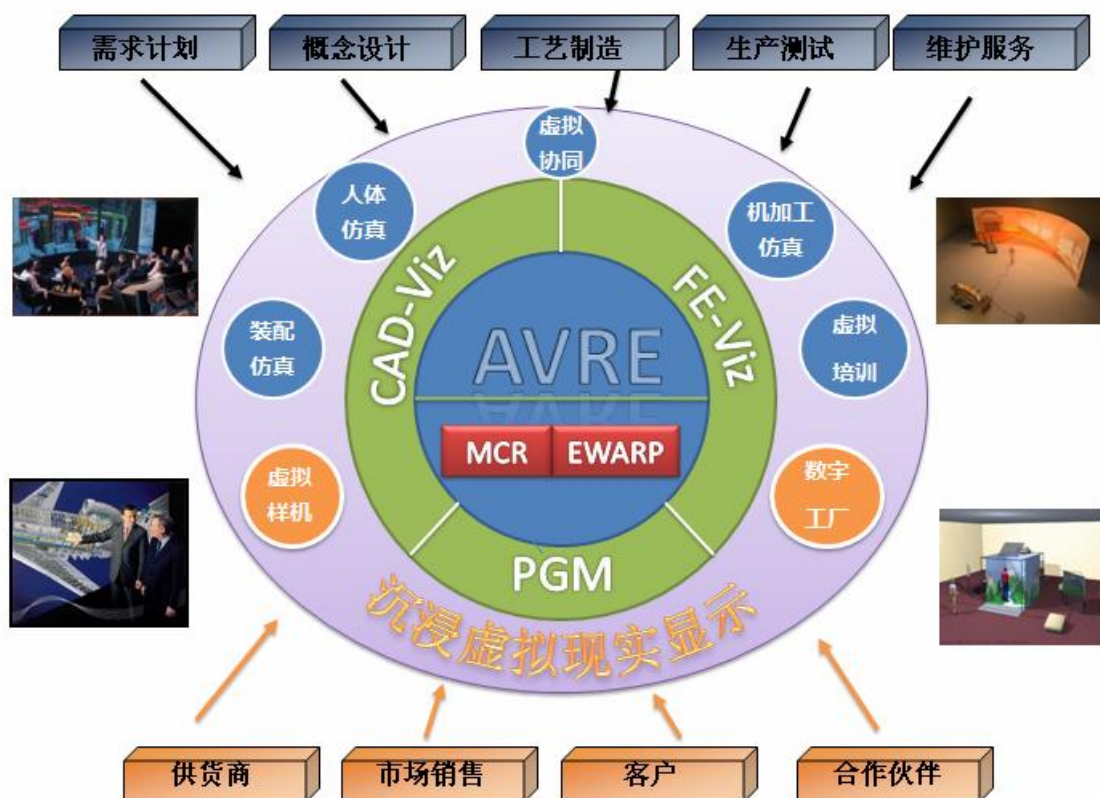 需求计划
概念设计
工艺制造
生产测试
维护服务
虚拟
协同
人体
仿真
机加工
仿真
CAD-Viz
FE-Viz
装配
仿真
AVRE
虚拟
培训
MCR
EWARP
虚拟
样机
数字
工厂
PGM
沉浸虚拟现实显示
供货商
市场销售
客户
合作伙伴